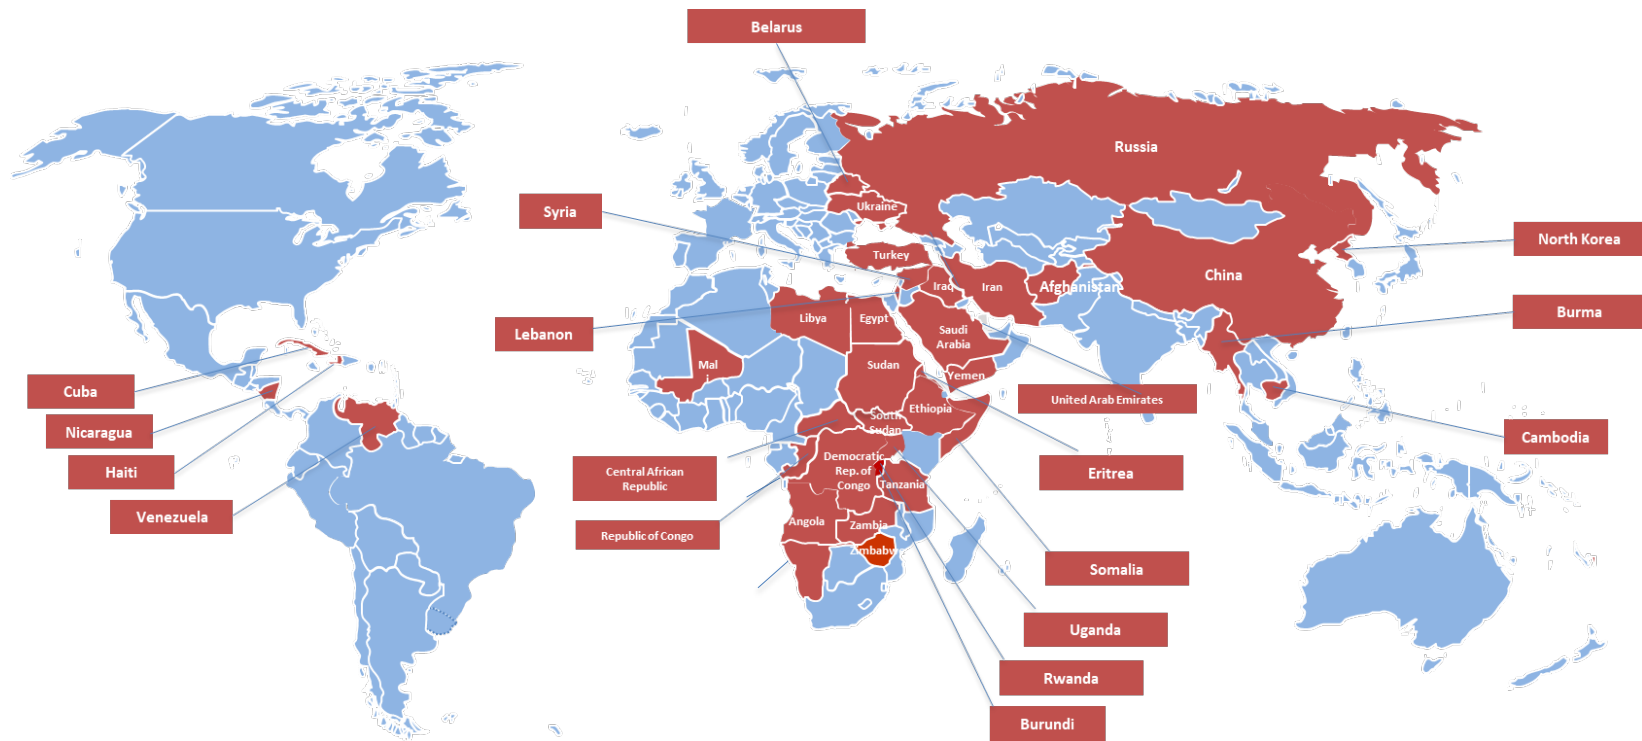 Belarus
Russia
Syria
Ukraine
North Korea
Turkey
China
Iraq
Iran
Afghanistan
Lebanon
Libya
Egypt
Saudi
Arabia
Burma
Mal
i
Sudan
Yemen
Cuba
United Arab Emirates
Ethiopia
Nicaragua
South
Sudan
Cambodia
Haiti
Central African
Republic
Democratic
Rep. of
Congo
Eritrea
Tanzania
Venezuela
Republic of Congo
Angola
Zambia
Zimbabw
Somalia
Uganda
Rwanda
Burundi